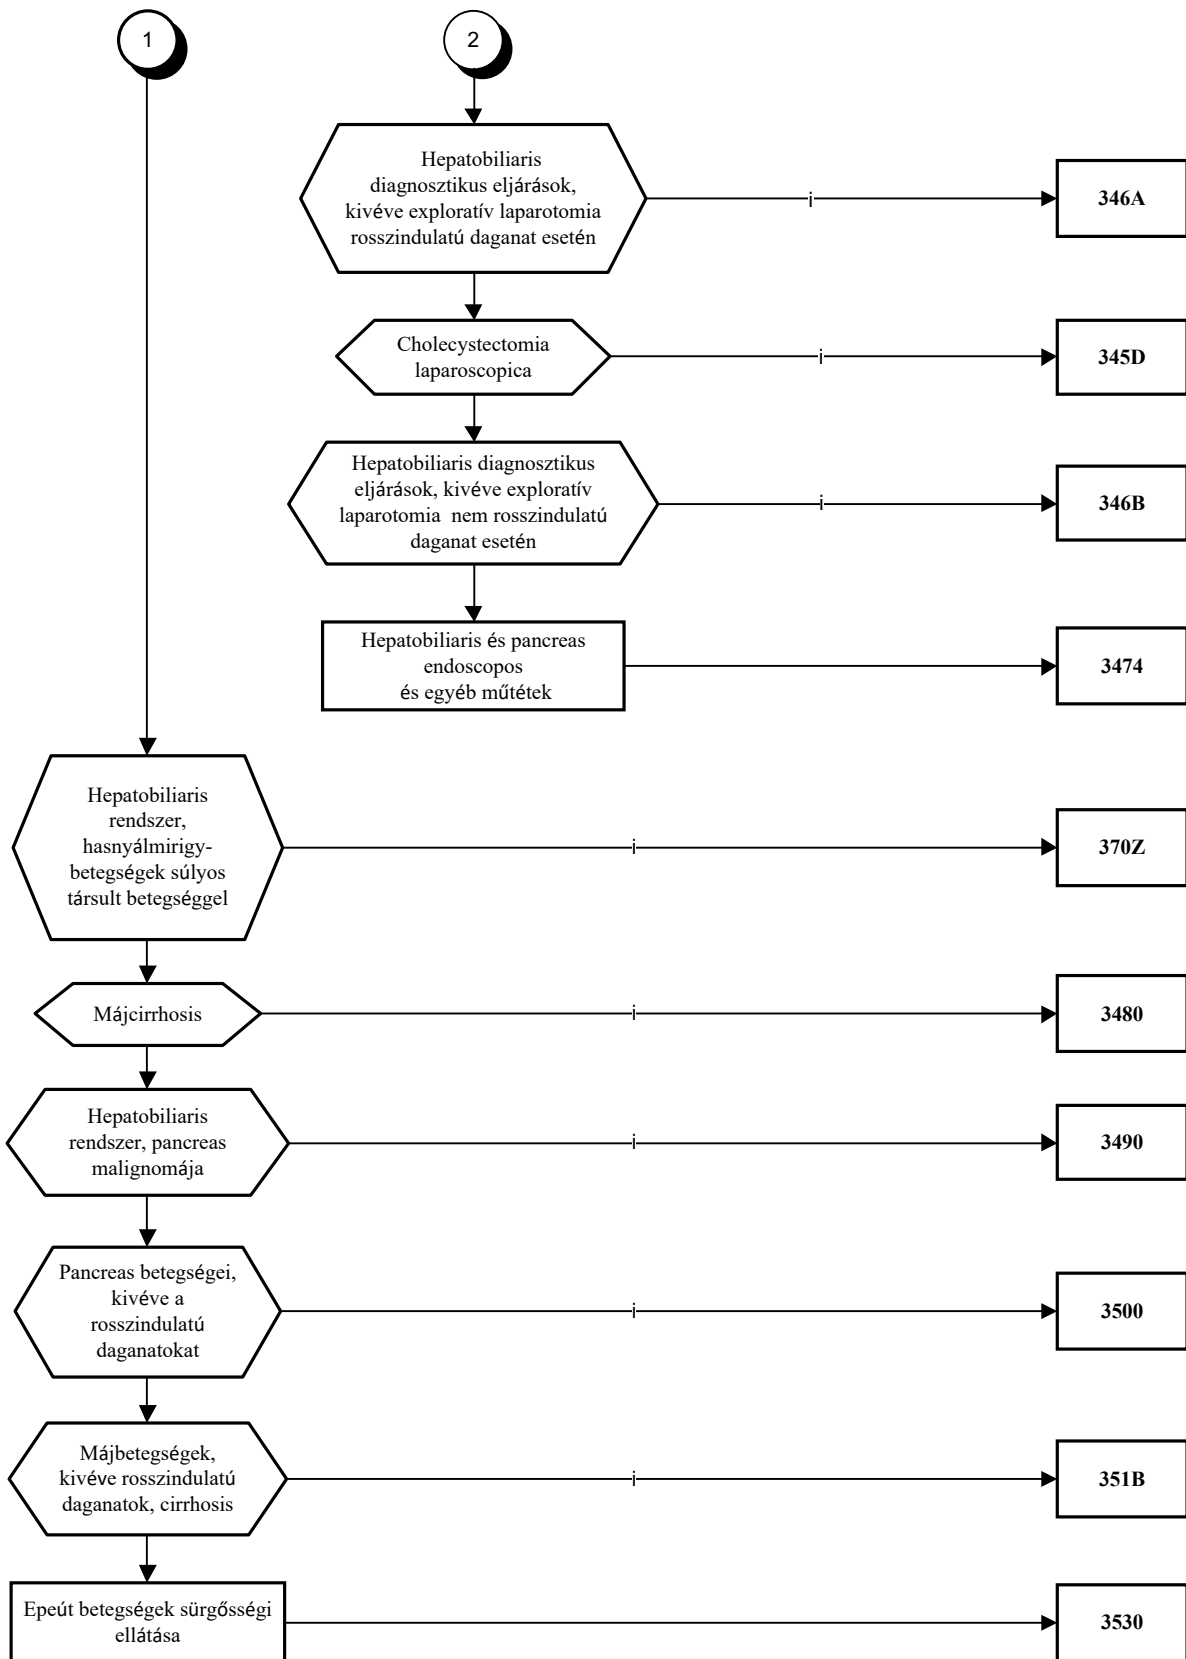 1
2
Hepatobiliaris
diagnosztikus eljárások,
kivéve exploratív laparotomia
rosszindulatú daganat esetén
i
346A
Cholecystectomia
laparoscopica
i
345D
Hepatobiliaris diagnosztikus
eljárások, kivéve exploratív
laparotomia nem rosszindulatú
daganat esetén
i
346B
Hepatobiliaris és pancreas
endoscopos
és egyéb műtétek
3474
Hepatobiliaris
rendszer,
hasnyálmirigy-
betegségek súlyos
társult betegséggel
i
370Z
Májcirrhosis
i
3480
Hepatobiliaris
rendszer, pancreas
malignomája
i
3490
Pancreas betegségei,
kivéve a
rosszindulatú
daganatokat
i
3500
Májbetegségek,
kivéve rosszindulatú
daganatok, cirrhosis
i
351B
Epeút betegségek sürgősségi
ellátása
3530